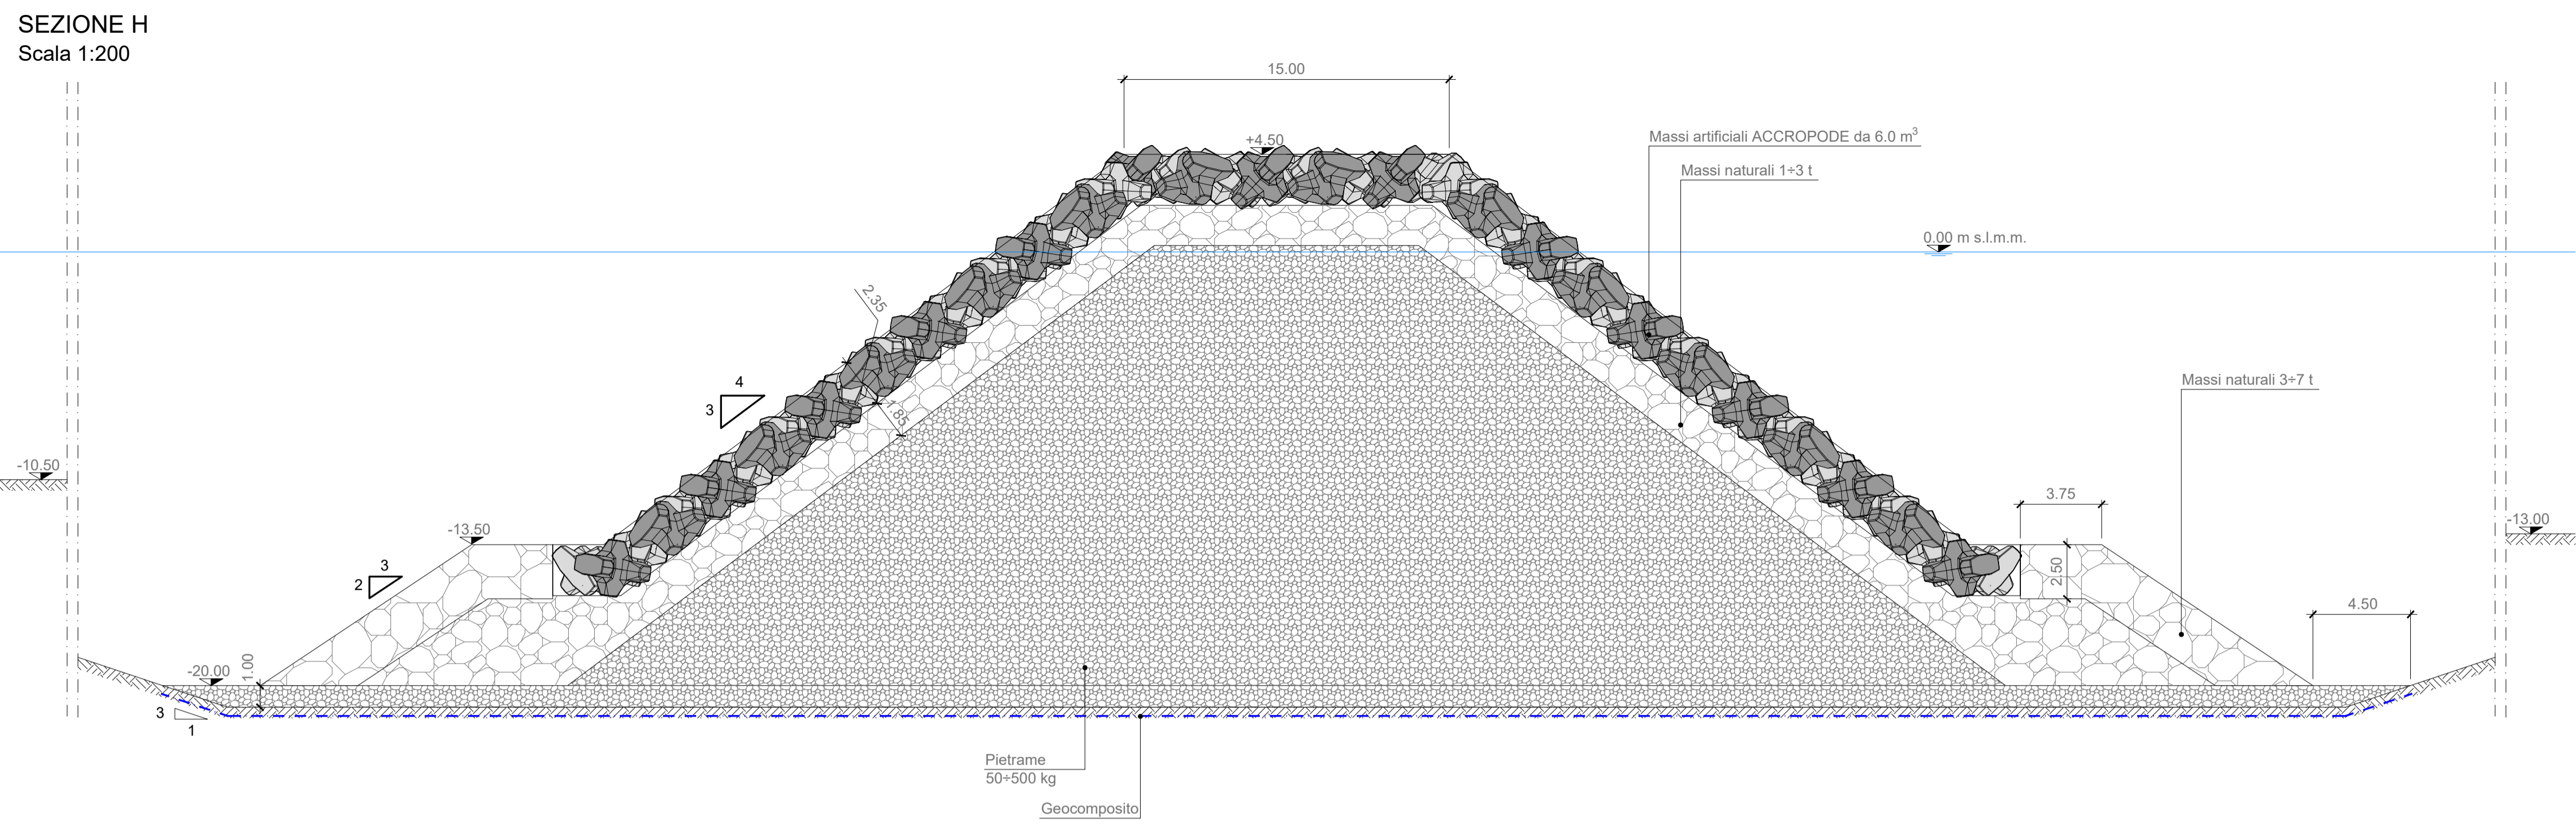 SEZIONE H
Scala 1:200
15.00
+4.50
Massi artificiali ACCROPODE da 6.0 m³
Massi naturali 1÷3 t
0.00 m s.l.m.m.
2.35
4
3
1.85
Massi naturali 3÷7 t
-10.50
-13.50
3.75
-13.00
3
2
2.50
4.50
-20.00
1.00
3
1
Pietrame
50÷500 kg
Geocomposito